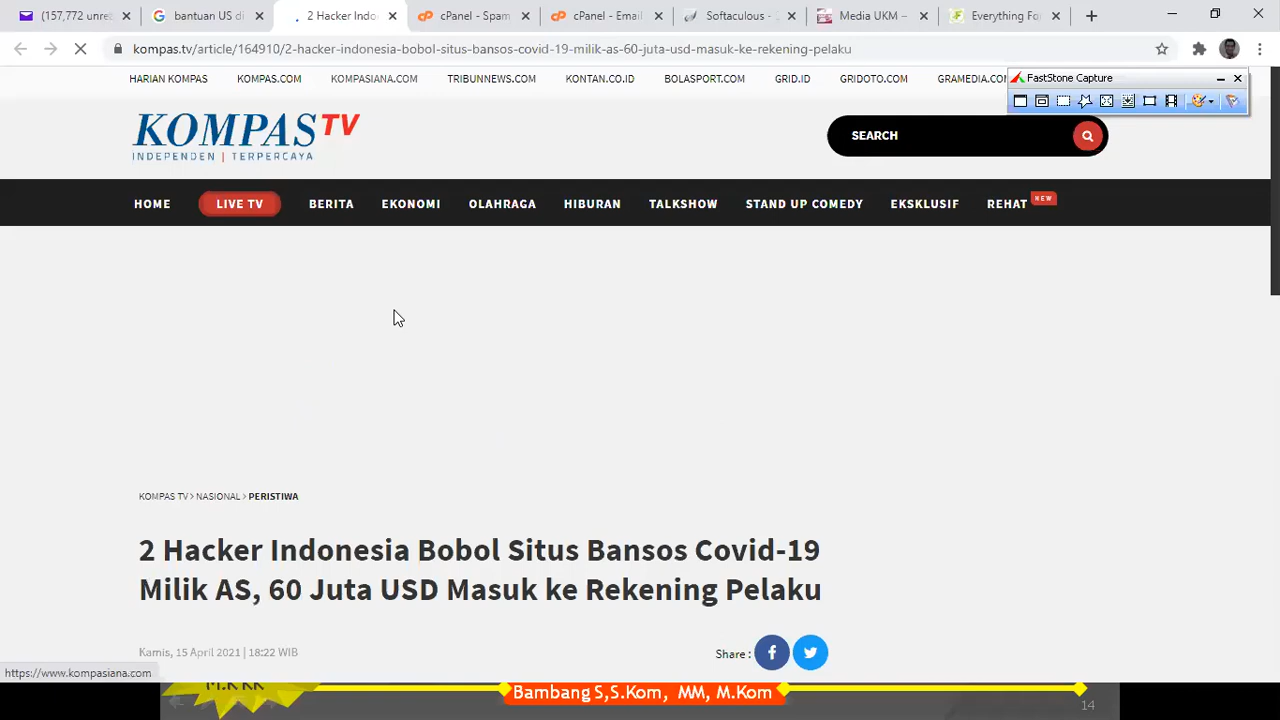 (157,772 unre
bantuan US di
2 Hacker Indo
cPanel - Spam
cPanel - Email
Softaculous -
Media UKM –
Everything Fo
kompas.tv/article/164910/2-hacker-indonesia-bobol-situs-bansos-covid-19-milik-as-60-juta-usd-masuk-ke-rekening-pelaku
HARIAN KOMPAS KOMPAS.COM KOMPASIANA.COM TRIBUNNEWS.COM KONTAN.CO.ID BOLASPORT.COM GRID.ID GRIDOTO.COM GRAMEDIA.COM
FastStone Capture
KOMPAS TV
INDEPENDEN | TERPERCAYA
SEARCH
HOME LIVE TV BERITA EKONOMI OLAHRAGA HIBURAN TALKSHOW STAND UP COMEDY EKSKLUSIF REHAT NEW
KOMPAS TV > NASIONAL > PERISTIWA
2 Hacker Indonesia Bobol Situs Bansos Covid-19
Milik AS, 60 Juta USD Masuk ke Rekening Pelaku
Kamis, 15 April 2021 | 18:22 WIB
Share :
https://www.kompasiana.com
Bambang S,S.Kom, MM, M.Kom
14